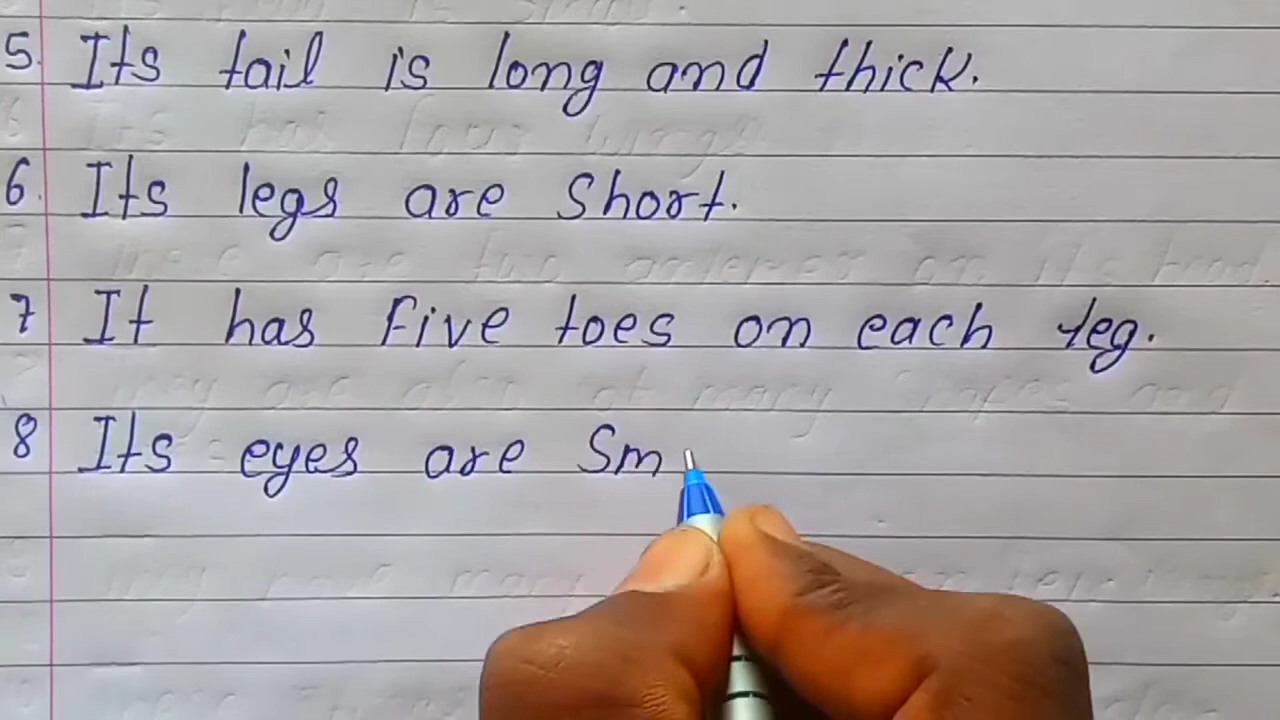 5. Its tail is long and thick.
6. Its legs are Short.
7 It has Five toes on each leg.
8 Its eyes are Sm